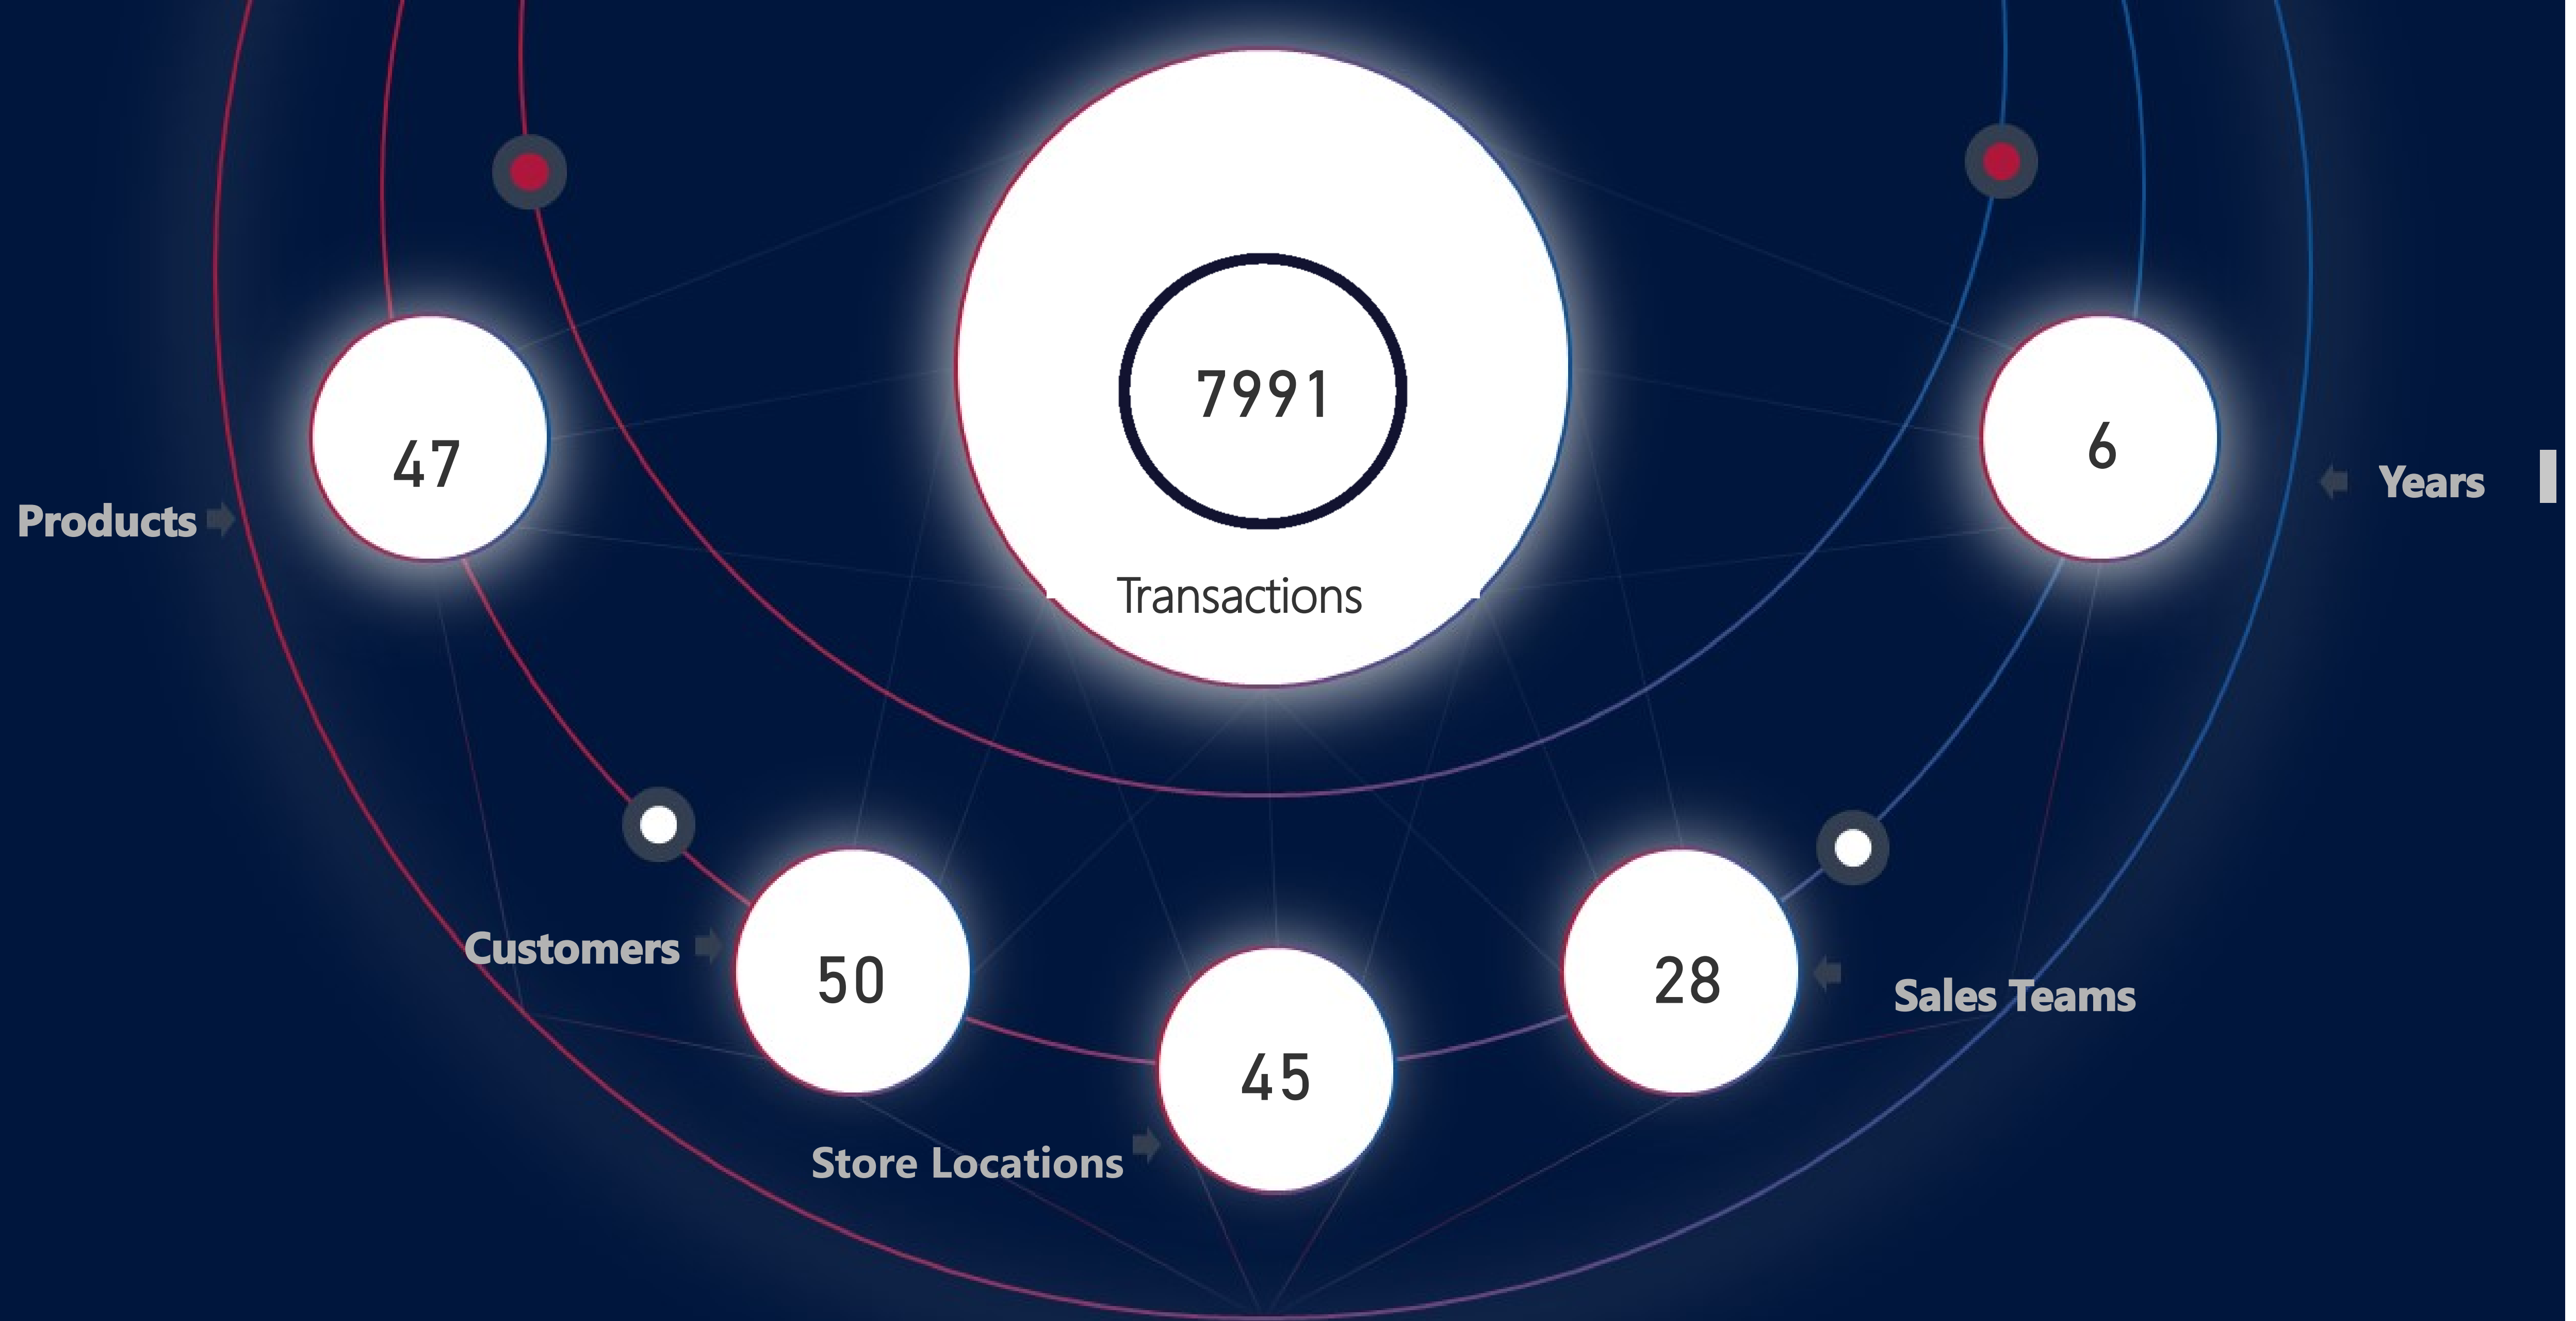 7991
Transactions
47
Products
6
Years
50
Customers
45
Store Locations
28
Sales Teams